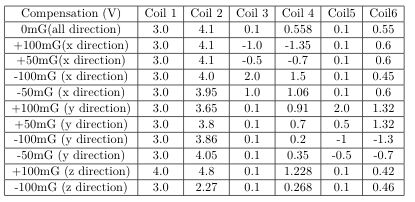 Compensation (V) Coil 1 Coil 2 Coil 3 Coil 4 Coil5 Coil6
0mG(all direction) 3.0 4.1 0.1 0.558 0.1 0.55
+100mG(x direction) 3.0 4.1 -1.0 -1.35 0.1 0.6
+50mG(x direction) 3.0 4.1 -0.5 -0.7 0.1 0.6
-100mG (x direction) 3.0 4.0 2.0 1.5 0.1 0.45
-50mG (x direction) 3.0 3.95 1.0 1.06 0.1 0.6
+100mG (y direction) 3.0 3.65 0.1 0.91 2.0 1.32
+50mG (y direction) 3.0 3.8 0.1 0.7 0.5 1.32
-100mG (y direction) 3.0 3.86 0.1 0.2 -1 -1.3
-50mG (y direction) 3.0 4.05 0.1 0.35 -0.5 -0.7
+100mG (z direction) 4.0 4.8 0.1 1.228 0.1 0.42
-100mG (z direction) 3.0 2.27 0.1 0.268 0.1 0.46